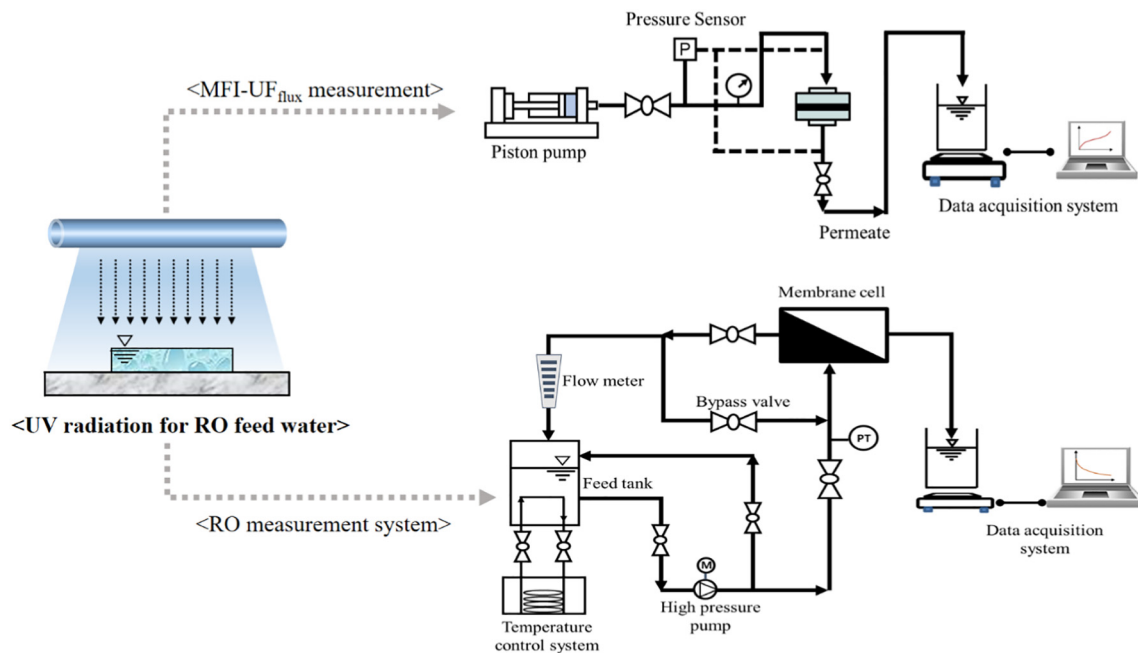 Pressure Sensor
P
<MFI-UFflux measurement>
Piston pump
Permeate
Data acquisition system
<UV radiation for RO feed water>
<RO measurement system>
Membrane cell
Flow meter
Bypass valve
PT
Feed tank
M
High pressure
pump
Temperature
control system
Data acquisition
system